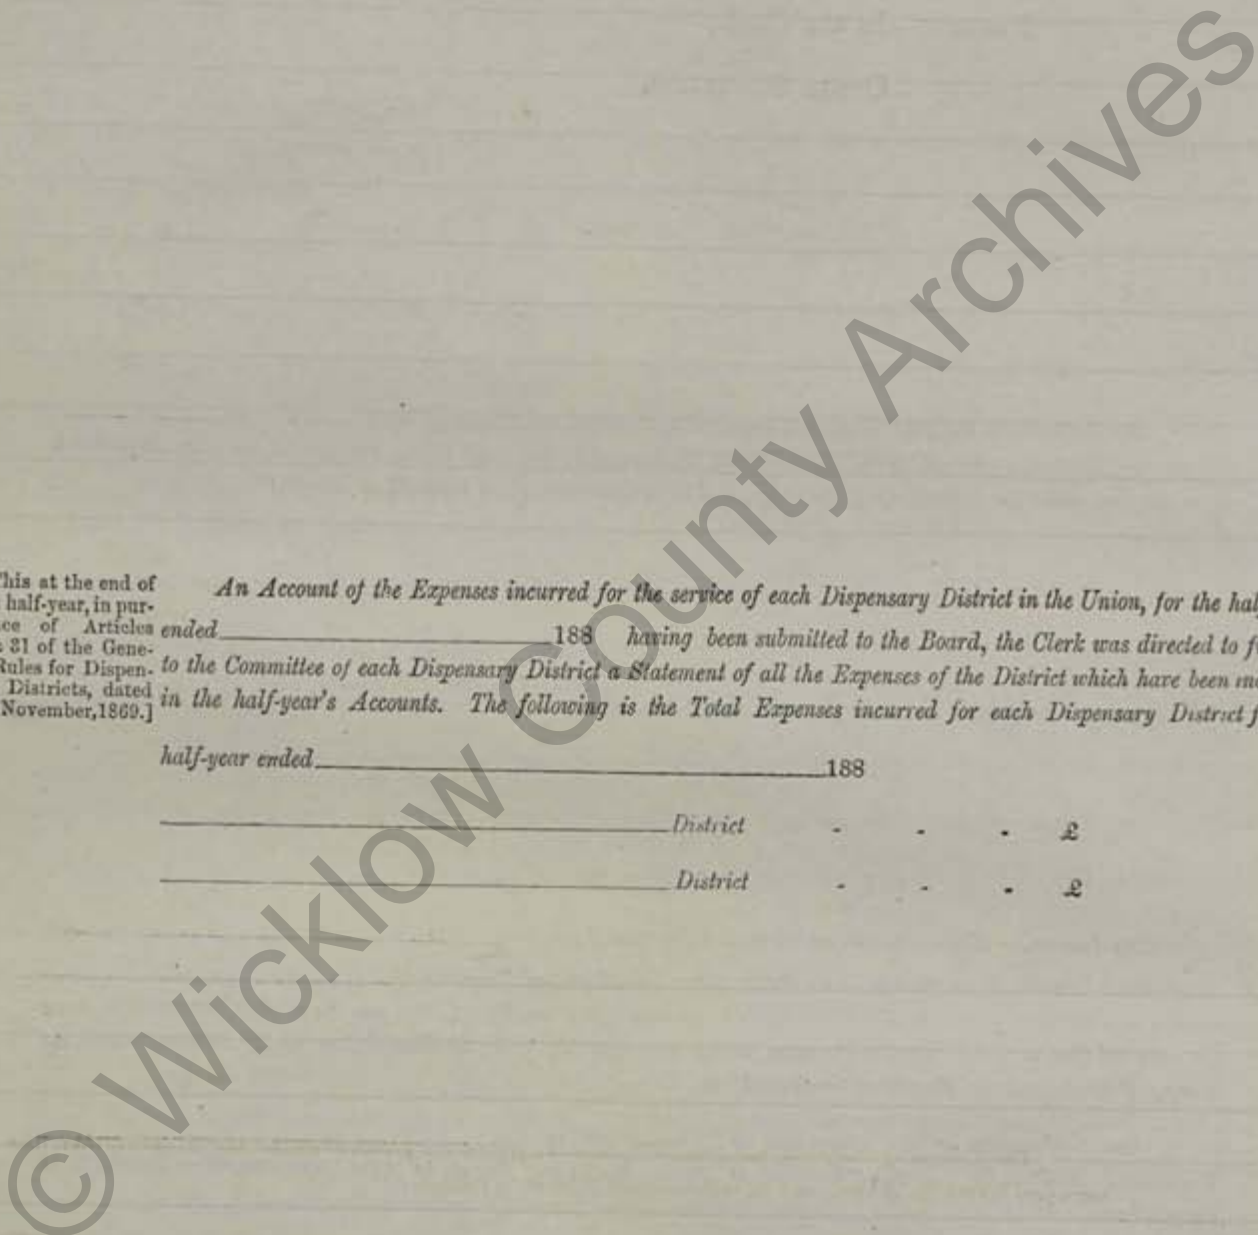 his at the end of
half-year, in pur-
ce of Articles
31 of the Gene-
Rules for Dispen-
Districts, dated
November, 1869.]
An Account of the Expenses incurred for the service of each Dispensary District in the Union, for the hal
ended 188 having been submitted to the Board, the Clerk was directed to f
to the Committee of each Dispensary District a Statement of all the Expenses of the District which have been
in the half-year's Accounts. The following is the Total Expenses incurred for each Dispensary District f
half-year ended 188
District - - - £
District - - - £
© Wicklow County Archives